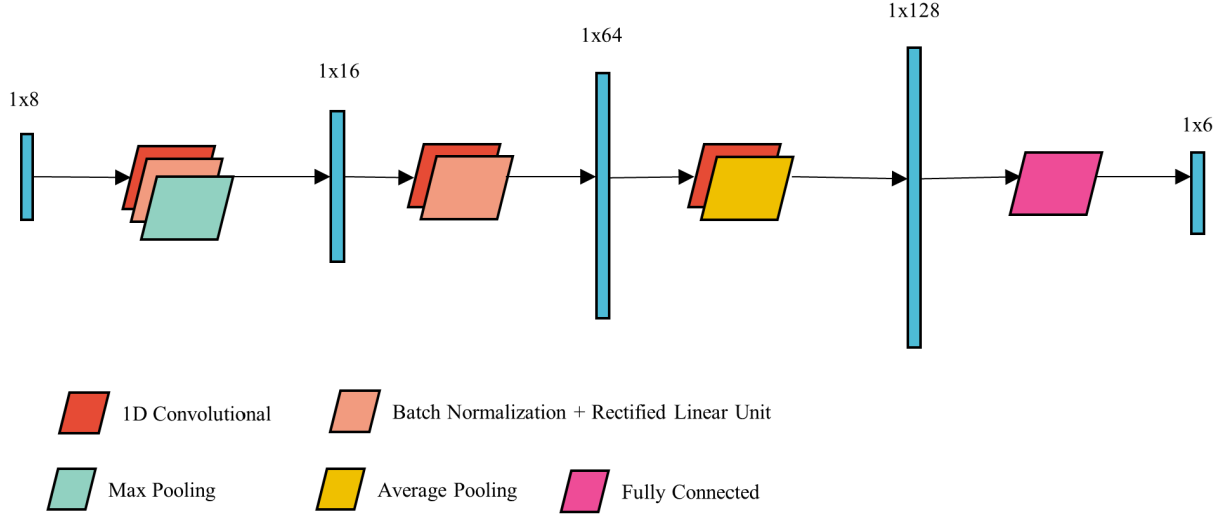 1x8
1x16
1x64
1x128
1x6
1D Convolutional
Batch Normalization + Rectified Linear Unit
Max Pooling
Average Pooling
Fully Connected